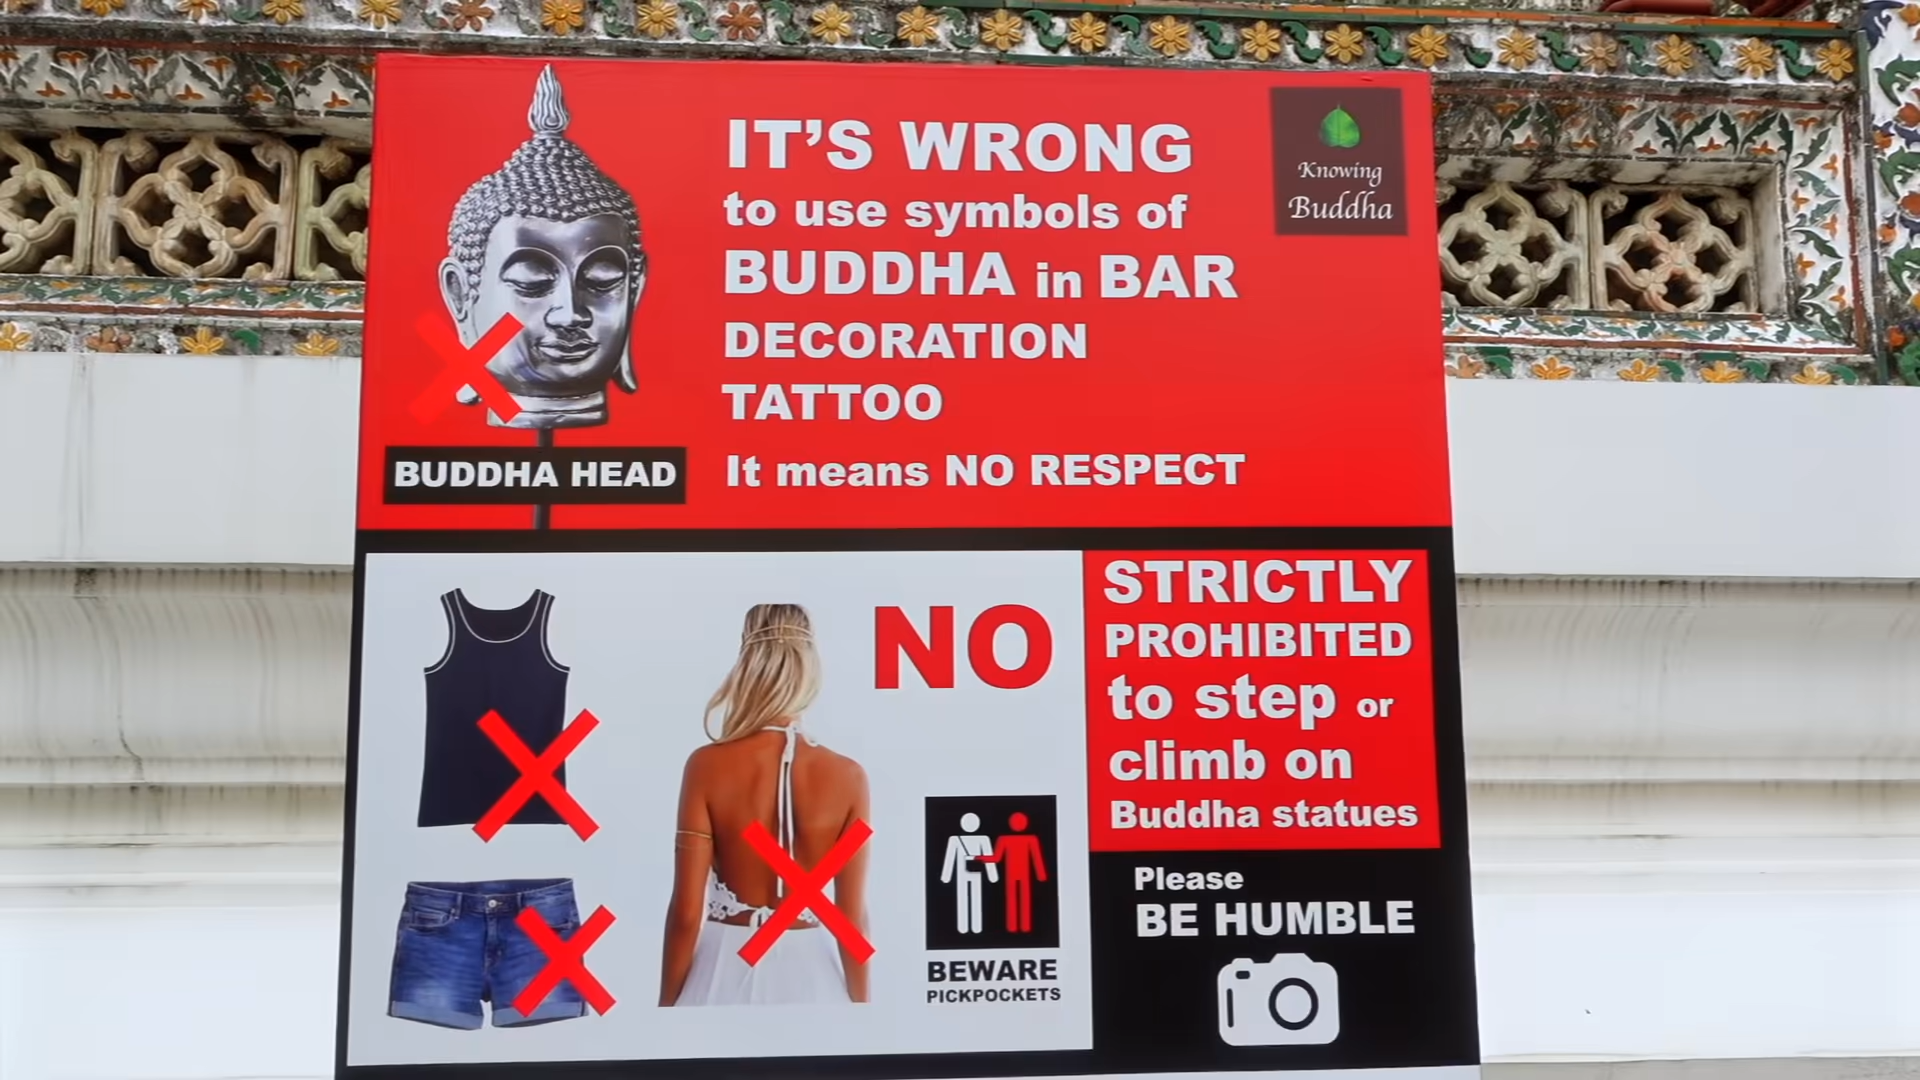 IT'S WRONG
to use symbols of
BUDDHA in BAR
DECORATION
TATTOO
It means NO RESPECT
Knowing
Buddha
BUDDHA HEAD
NO
BEWARE
PICKPOCKETS
STRICTLY
PROHIBITED
to step or
climb on
Buddha statues
Please
BE HUMBLE